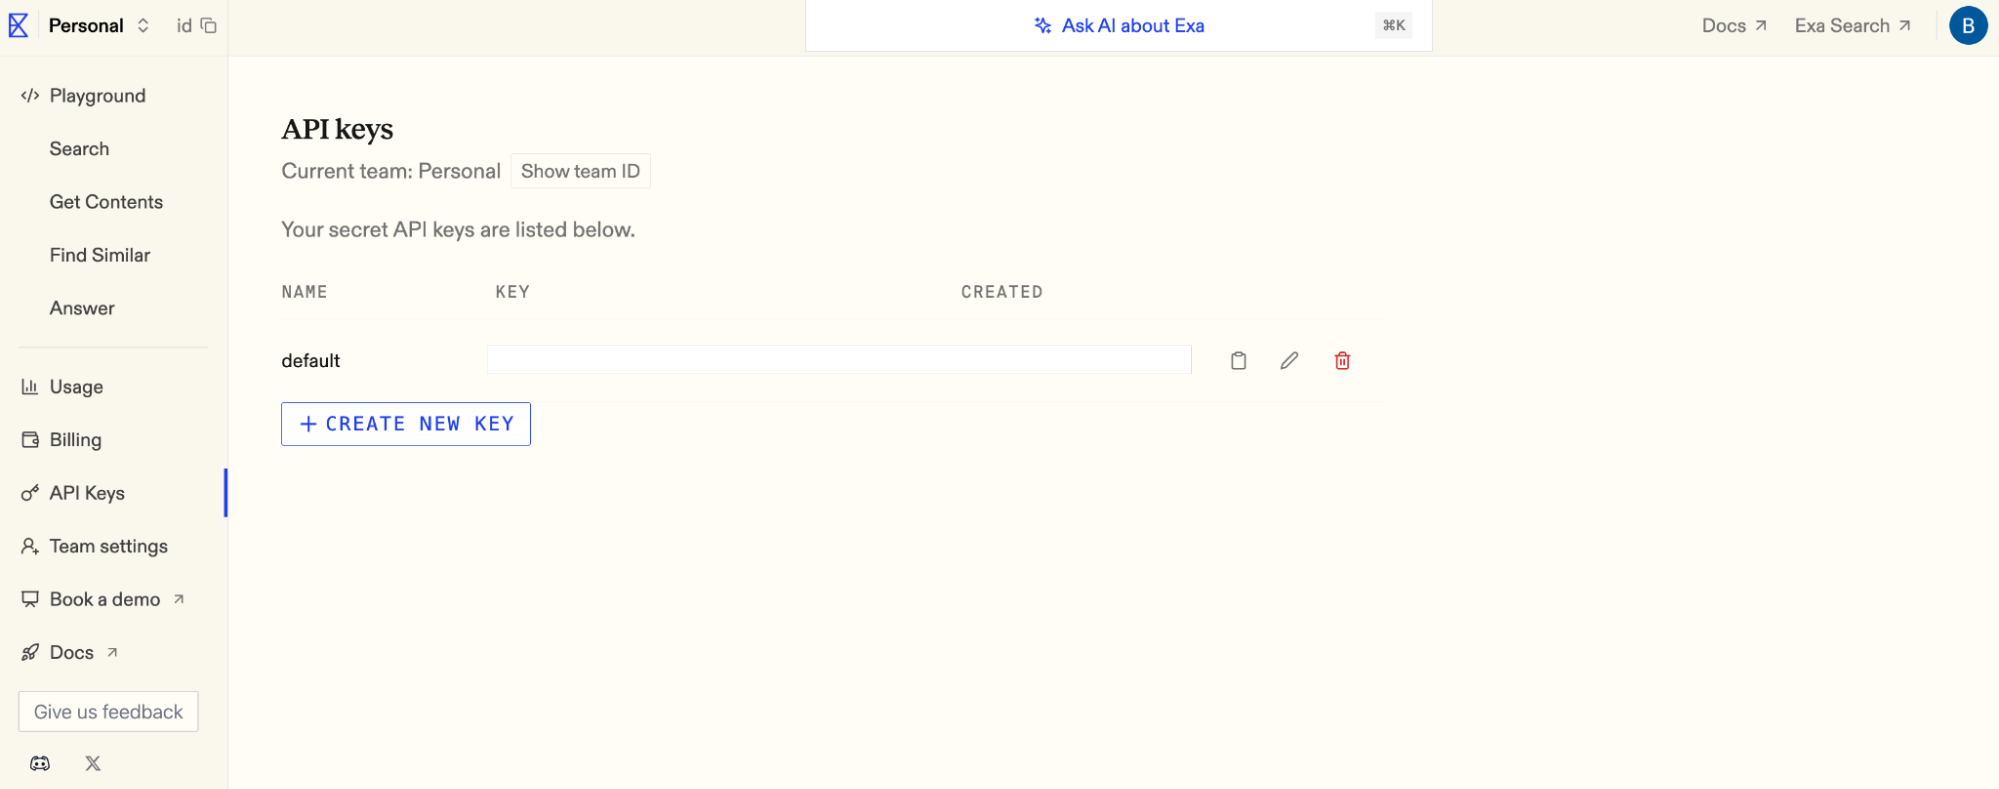 Personal id
Ask AI about Exa ⌘K
Docs ↗ Exa Search ↗ B
Playground
Search
Get Contents
Find Similar
Answer
Usage
Billing
API Keys
Team settings
Book a demo ↗
Docs ↗
Give us feedback
API keys
Current team: Personal Show team ID
Your secret API keys are listed below.
NAME KEY CREATED
default
+ CREATE NEW KEY